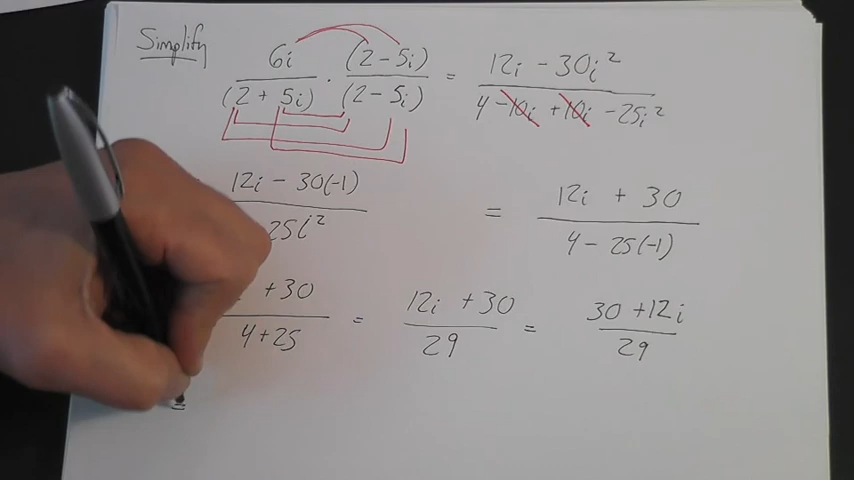 Simplify
6i / (2 + 5i) · (2 - 5i) / (2 - 5i) = 12i - 30i² / 4 - 10i + 10i - 25i²
12i - 30(-1) / 25i² = 12i + 30 / 4 - 25(-1)
+30 / 4+25 = 12i +30 / 29 = 30 +12i / 29
=